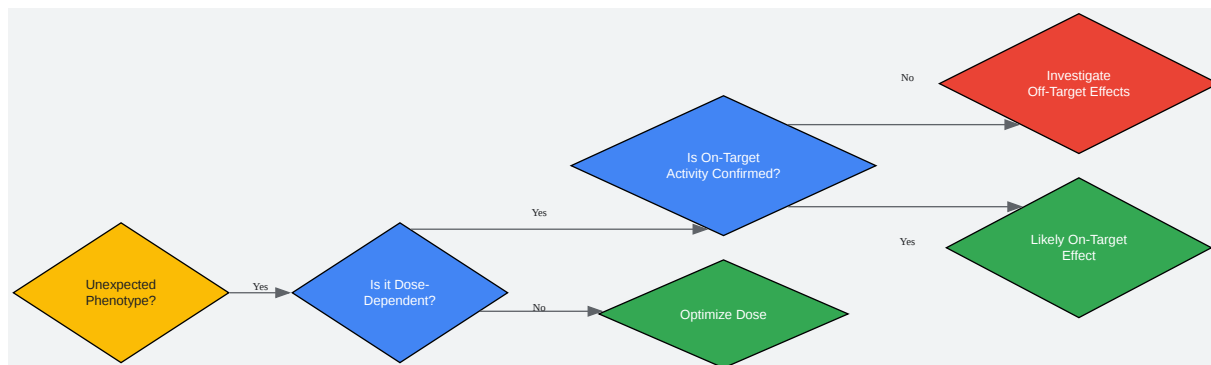 Unexpected
Phenotype?
Yes
Is it Dose-
Dependent?
Yes
No
Is On-Target
Activity Confirmed?
Optimize Dose
No
Yes
Investigate
Off-Target Effects
Likely On-Target
Effect